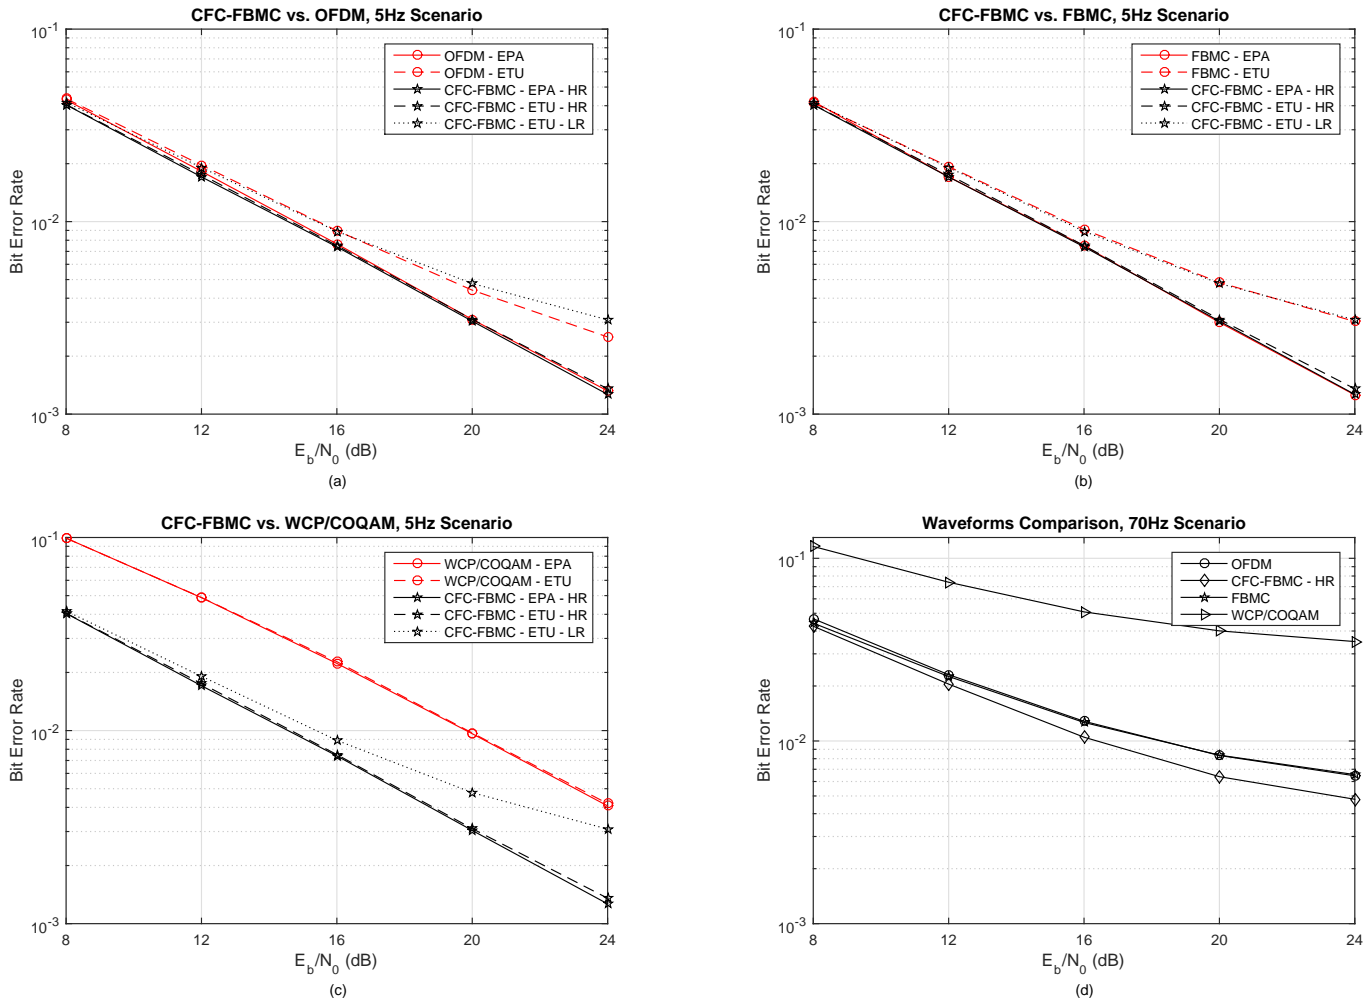 CFC-FBMC vs. OFDM, 5Hz Scenario
10^-1
10^-2
10^-3
Bit Error Rate
OFDM - EPA
OFDM - ETU
CFC-FBMC - EPA - HR
CFC-FBMC - ETU - HR
CFC-FBMC - ETU - LR
8 12 16 20 24
E_b/N_0 (dB)
(a)
CFC-FBMC vs. FBMC, 5Hz Scenario
10^-1
10^-2
10^-3
Bit Error Rate
FBMC - EPA
FBMC - ETU
CFC-FBMC - EPA - HR
CFC-FBMC - ETU - HR
CFC-FBMC - ETU - LR
8 12 16 20 24
E_b/N_0 (dB)
(b)
CFC-FBMC vs. WCP/COQAM, 5Hz Scenario
10^-1
10^-2
10^-3
Bit Error Rate
WCP/COQAM - EPA
WCP/COQAM - ETU
CFC-FBMC - EPA - HR
CFC-FBMC - ETU - HR
CFC-FBMC - ETU - LR
8 12 16 20 24
E_b/N_0 (dB)
(c)
Waveforms Comparison, 70Hz Scenario
10^-1
10^-2
10^-3
Bit Error Rate
OFDM
CFC-FBMC - HR
FBMC
WCP/COQAM
8 12 16 20 24
E_b/N_0 (dB)
(d)